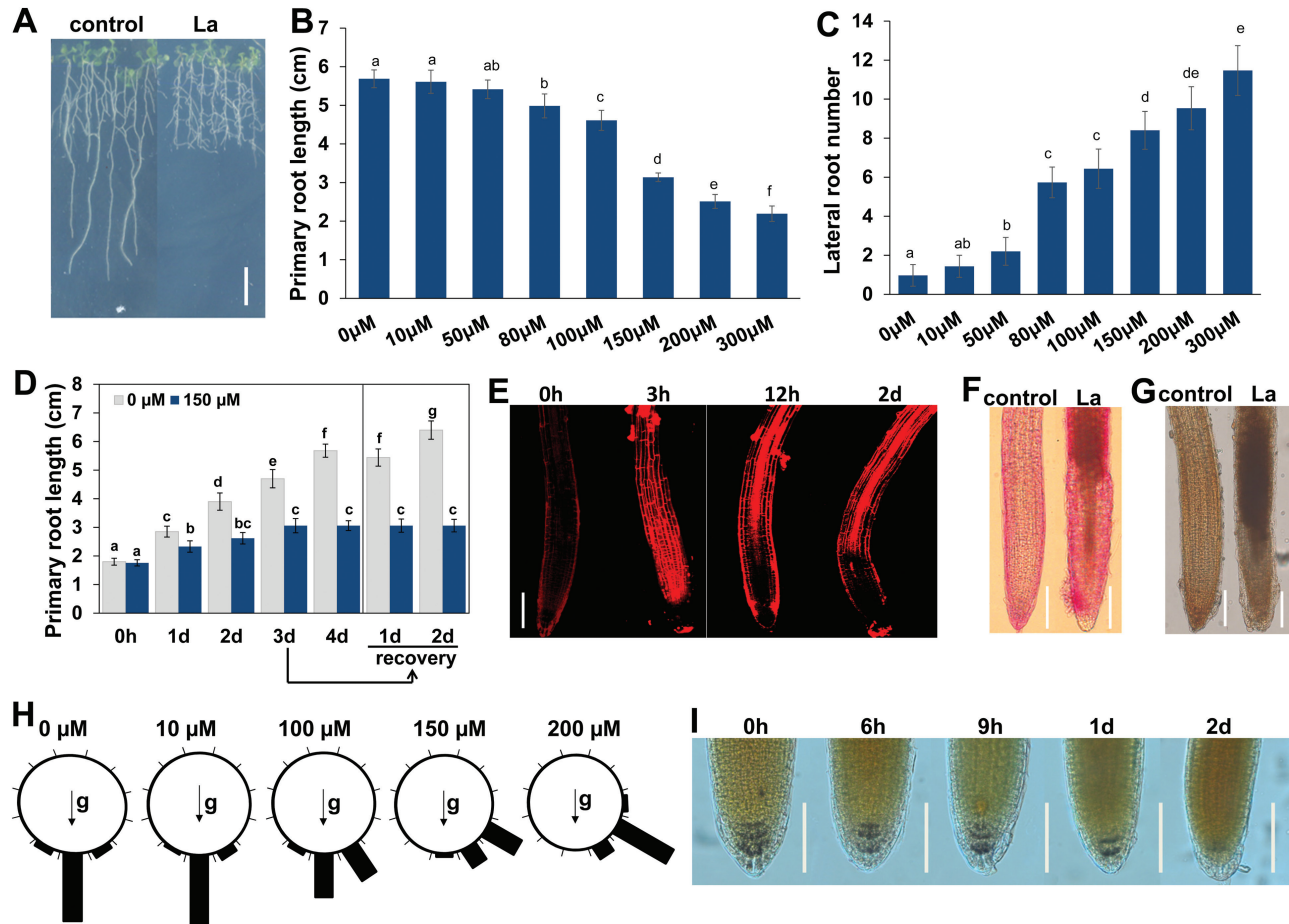 A
control La
B
Primary root length (cm)
7
6
5
4
3
2
1
0
a a ab b c d e f
0µM 10µM 50µM 80µM 100µM 150µM 200µM 300µM
C
Lateral root number
14
12
10
8
6
4
2
0
a ab b c c d de e
0µM 10µM 50µM 80µM 100µM 150µM 200µM 300µM
D
Primary root length (cm)
8
7
6
5
4
3
2
1
0
0 µM 150 µM
a a c b d bc e c f c f c g c
0h 1d 2d 3d 4d 1d 2d
recovery
E
0h 3h 12h 2d
F
control La
G
control La
H
0 µM 10 µM 100 µM 150 µM 200 µM
g g g g g
I
0h 6h 9h 1d 2d